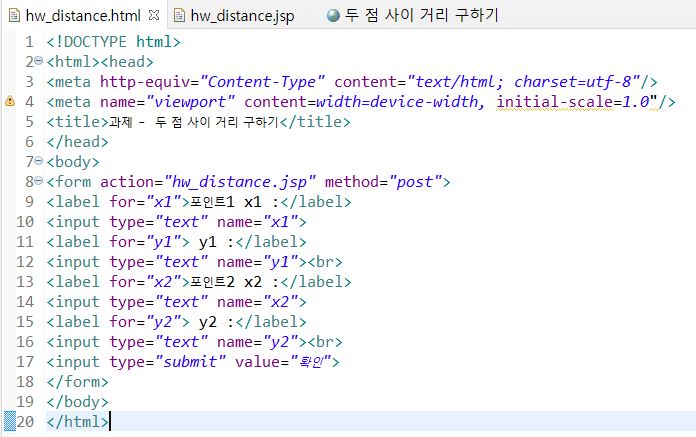 hw_distance.html hw_distance.jsp 두 점 사이 거리 구하기
1 <!DOCTYPE html>
2 <html><head>
3 <meta http-equiv="Content-Type" content="text/html; charset=utf-8"/>
4 <meta name="viewport" content=width=device-width, initial-scale=1.0"/>
5 <title>과제 - 두 점 사이 거리 구하기</title>
6 </head>
7 <body>
8 <form action="hw_distance.jsp" method="post">
9 <label for="x1">포인트1 x1 :</label>
10 <input type="text" name="x1">
11 <label for="y1"> y1 :</label>
12 <input type="text" name="y1"><br>
13 <label for="x2">포인트2 x2 :</label>
14 <input type="text" name="x2">
15 <label for="y2"> y2 :</label>
16 <input type="text" name="y2"><br>
17 <input type="submit" value="확인">
18 </form>
19 </body>
20 </html>